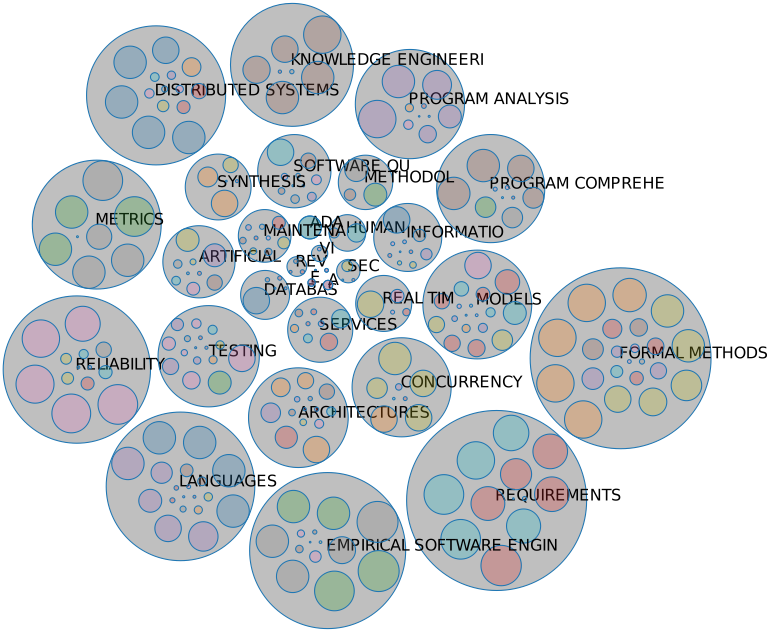 KNOWLEDGE ENGINEERI
DISTRIBUTED SYSTEMS
PROGRAM ANALYSIS
SOFTWARE QU
METHODOL
SYNTHESIS
PROGRAM COMPREHE
METRICS
ADA
HUMAN
MAINTENA
INFORMATIO
VI
ARTIFICIAL
REV
SEC
E
A
DATABAS
REAL TIM
MODELS
SERVICES
TESTING
FORMAL METHODS
RELIABILITY
CONCURRENCY
ARCHITECTURES
LANGUAGES
REQUIREMENTS
EMPIRICAL SOFTWARE ENGIN